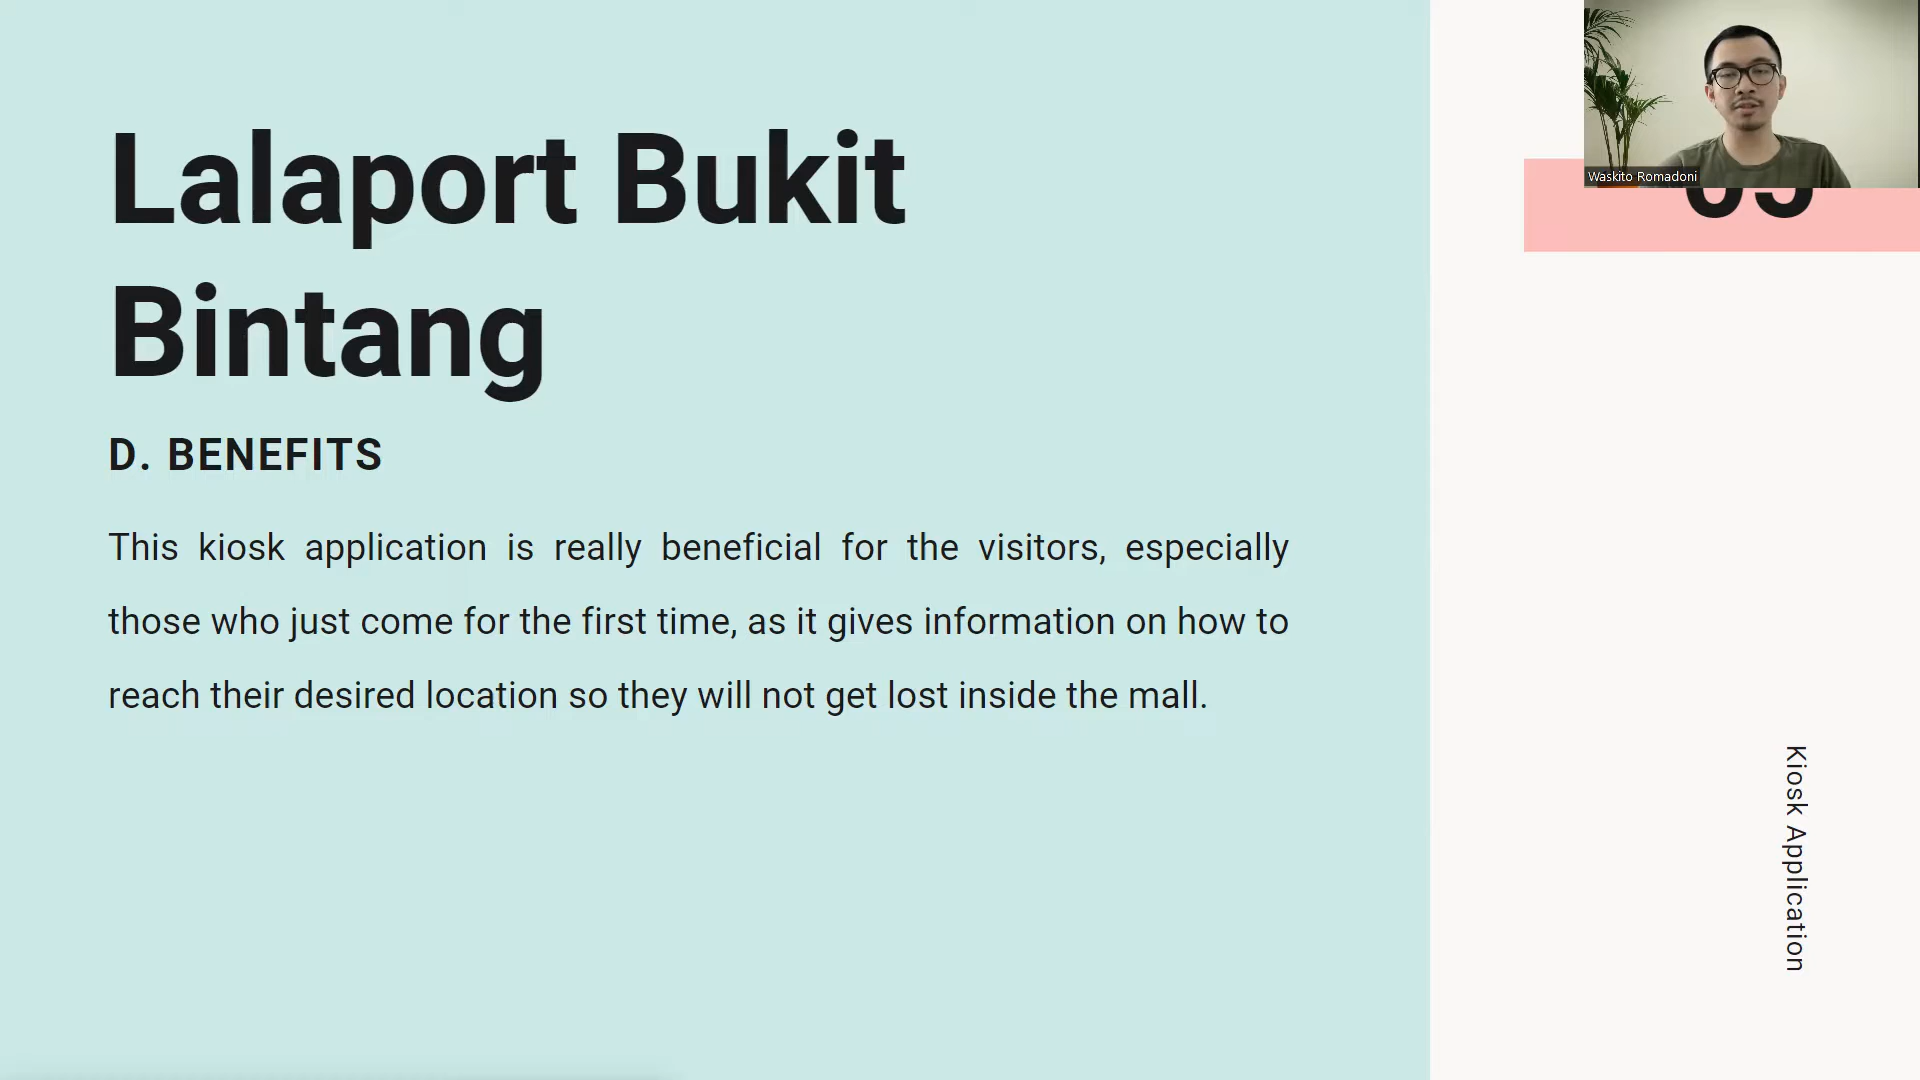 Lalaport Bukit
Bintang
D. BENEFITS
This kiosk application is really beneficial for the visitors, especially
those who just come for the first time, as it gives information on how to
reach their desired location so they will not get lost inside the mall.
Waskito Romadoni
Kiosk Application